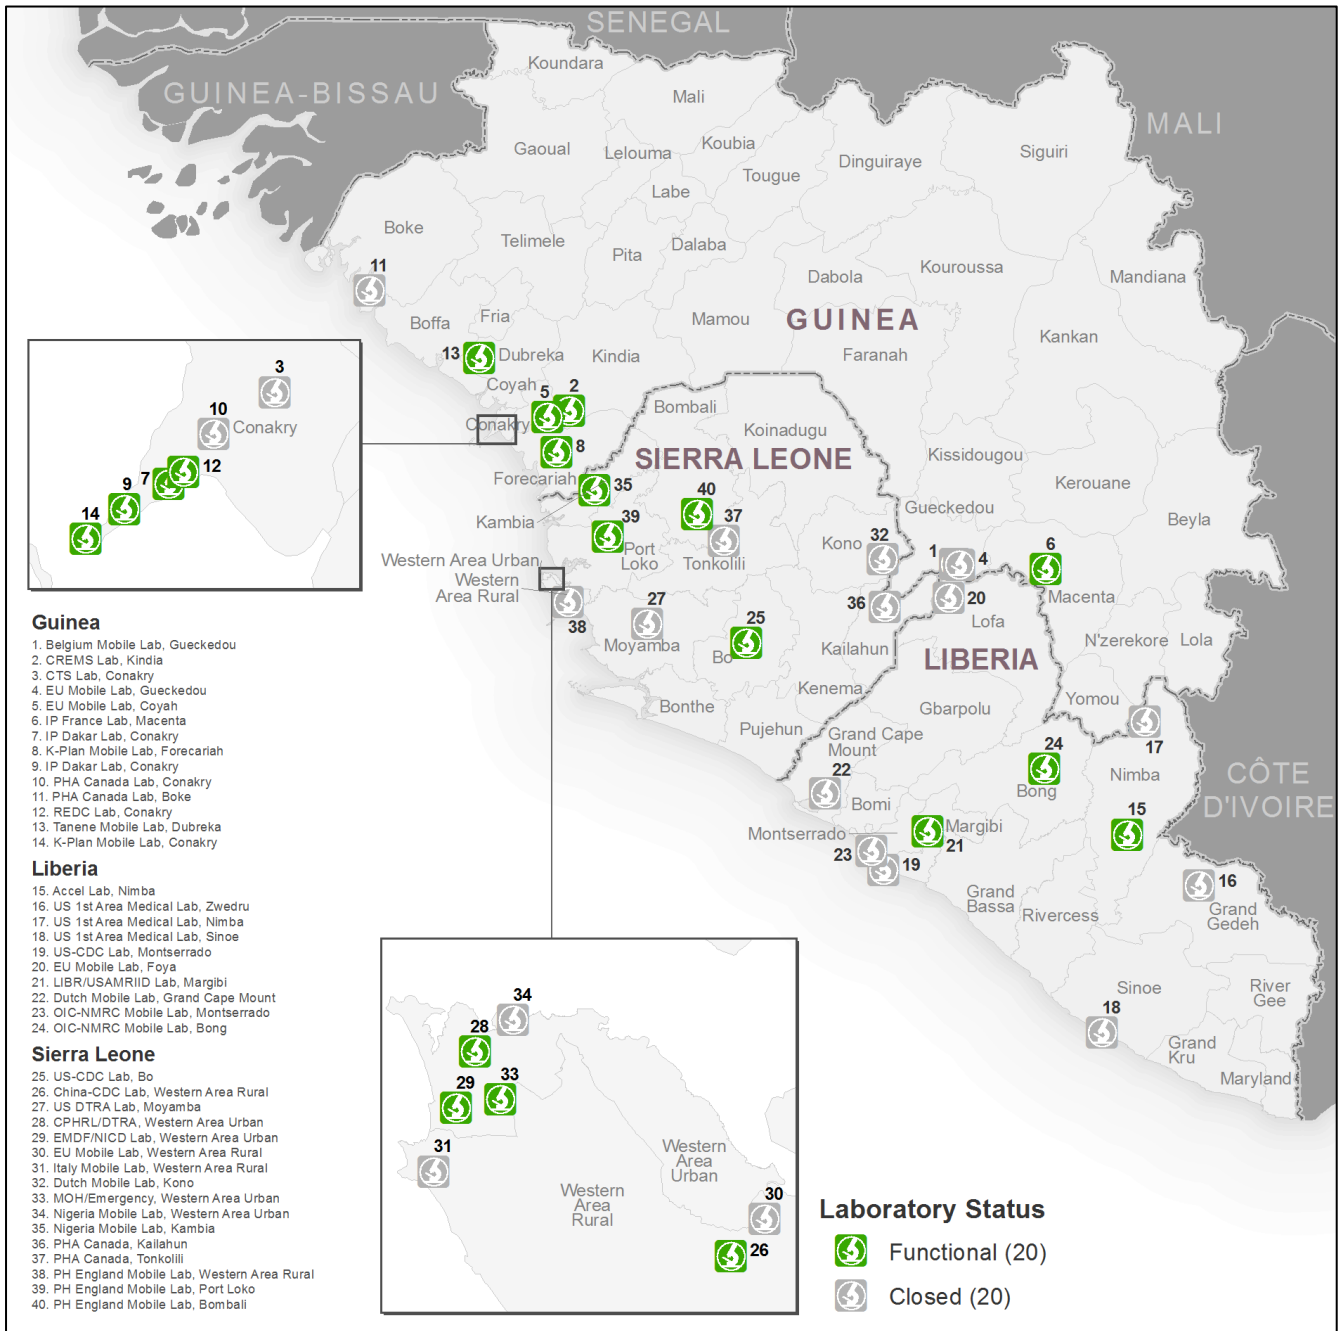 SENEGAL
GUINEA-BISSAU
MALI
CÔTE
D'IVOIRE
Koundara
Mali
Gaoual
Lelouma
Koubia
Tougue
Dinguiraye
Siguiri
Labe
Boke
Telimele
Pita
Dalaba
Dabola
Kouroussa
Mandiana
11
Boffa
Fria
Mamou
GUINEA
Kankan
13
Dubreka
Kindia
Faranah
Coyah
5
2
Conakry
8
Forecariah
Bombali
Koinadugu
SIERRA LEONE
Kissidougou
Kerouane
Beyla
Gueckedou
35
40
Kambia
39
37
Port
Loko
Tonkolili
Kono
32
1
4
6
Macenta
Western Area Urban
Western
Area Rural
38
27
Moyamba
25
Bo
36
20
Lofa
Kailahun
LIBERIA
N'zerekore
Lola
Yomou
17
Kenema
Bonthe
Pujehun
Gbarpolu
Grand Cape
Mount
22
24
Bong
Nimba
15
Bomi
Montserrado
Margibi
23
21
19
Grand
Bassa
Rivercess
16
Grand
Gedeh
Sinoe
River
Gee
18
Grand
Kru
Maryland
3
10
Conakry
12
7
9
14
Guinea
1. Belgium Mobile Lab, Gueckedou
2. CREMS Lab, Kindia
3. CTS Lab, Conakry
4. EU Mobile Lab, Gueckedou
5. EU Mobile Lab, Coyah
6. IP France Lab, Macenta
7. IP Dakar Lab, Conakry
8. K-Plan Mobile Lab, Forecariah
9. IP Dakar Lab, Conakry
10. PHA Canada Lab, Conakry
11. PHA Canada Lab, Boke
12. REDC Lab, Conakry
13. Tanene Mobile Lab, Dubreka
14. K-Plan Mobile Lab, Conakry
Liberia
15. Accel Lab, Nimba
16. US 1st Area Medical Lab, Zwedru
17. US 1st Area Medical Lab, Nimba
18. US 1st Area Medical Lab, Sinoe
19. US-CDC Lab, Montserrado
20. EU Mobile Lab, Foya
21. LIBR/USAMRIID Lab, Margibi
22. Dutch Mobile Lab, Grand Cape Mount
23. OIC-NMRC Mobile Lab, Montserrado
24. OIC-NMRC Mobile Lab, Bong
Sierra Leone
25. US-CDC Lab, Bo
26. China-CDC Lab, Western Area Rural
27. US DTRA Lab, Moyamba
28. CPHRL/DTRA, Western Area Urban
29. EMDF/NICD Lab, Western Area Urban
30. EU Mobile Lab, Western Area Rural
31. Italy Mobile Lab, Western Area Rural
32. Dutch Mobile Lab, Kono
33. MOH/Emergency, Western Area Urban
34. Nigeria Mobile Lab, Western Area Urban
35. Nigeria Mobile Lab, Kambia
36. PHA Canada, Kailahun
37. PHA Canada, Tonkolili
38. PH England Mobile Lab, Western Area Rural
39. PH England Mobile Lab, Port Loko
40. PH England Mobile Lab, Bombali
34
28
29
33
31
Western
Area
Urban
Western
Area
Rural
30
26
Laboratory Status
Functional (20)
Closed (20)